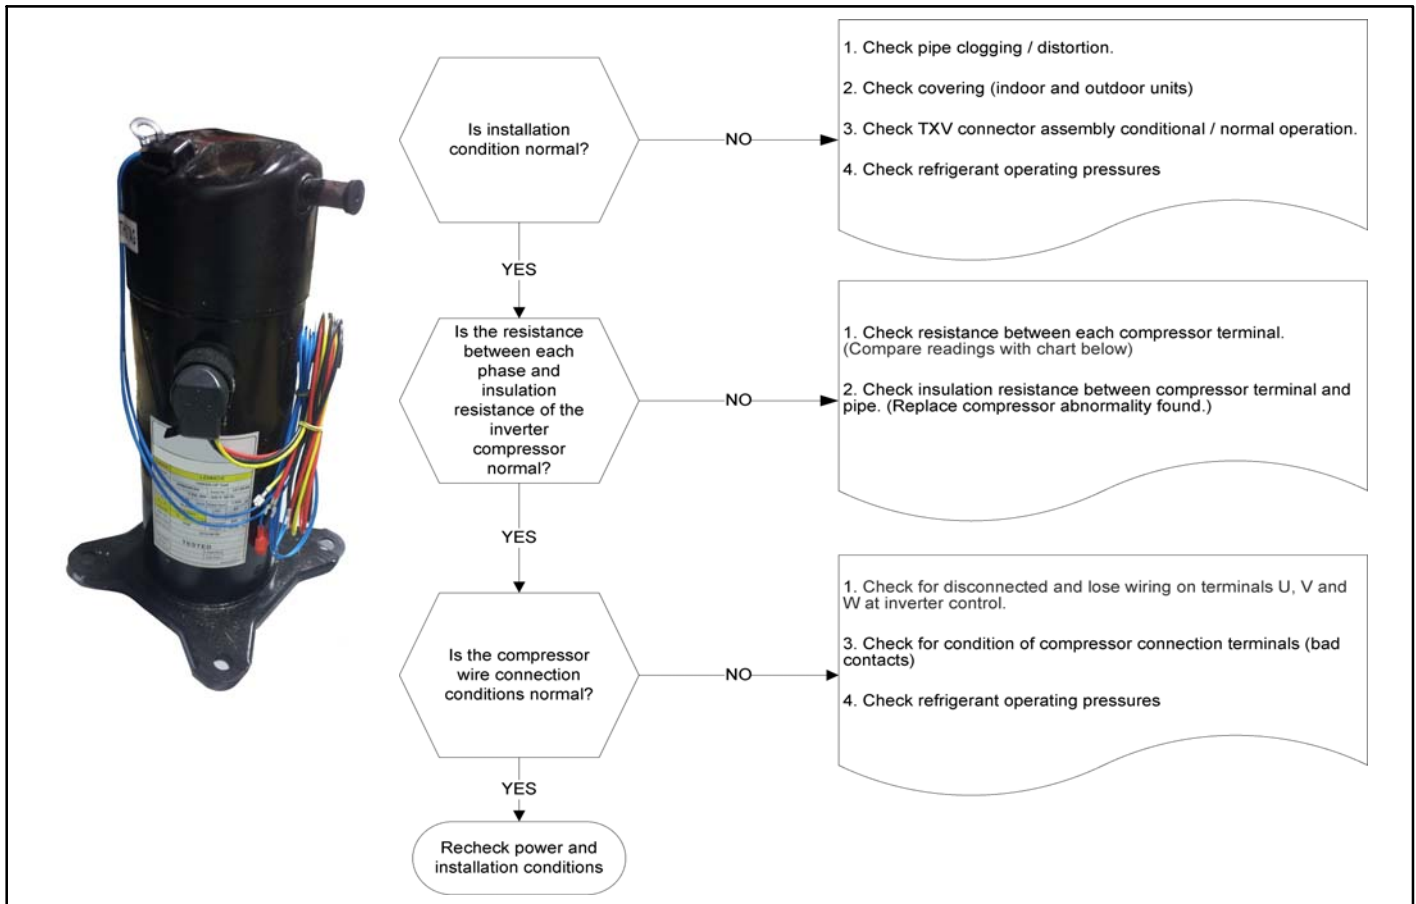 Is installation
condition normal?
NO
1. Check pipe clogging / distortion.
2. Check covering (indoor and outdoor units)
3. Check TXV connector assembly conditional / normal operation.
4. Check refrigerant operating pressures
YES
Is the resistance
between each
phase and
insulation
resistance of the
inverter
compressor
normal?
NO
1. Check resistance between each compressor terminal.
(Compare readings with chart below)
2. Check insulation resistance between compressor terminal and
pipe. (Replace compressor abnormality found.)
YES
Is the compressor
wire connection
conditions normal?
NO
1. Check for disconnected and lose wiring on terminals U, V and
W at inverter control.
3. Check for condition of compressor connection terminals (bad
contacts)
4. Check refrigerant operating pressures
YES
Recheck power and
installation conditions
TESTED